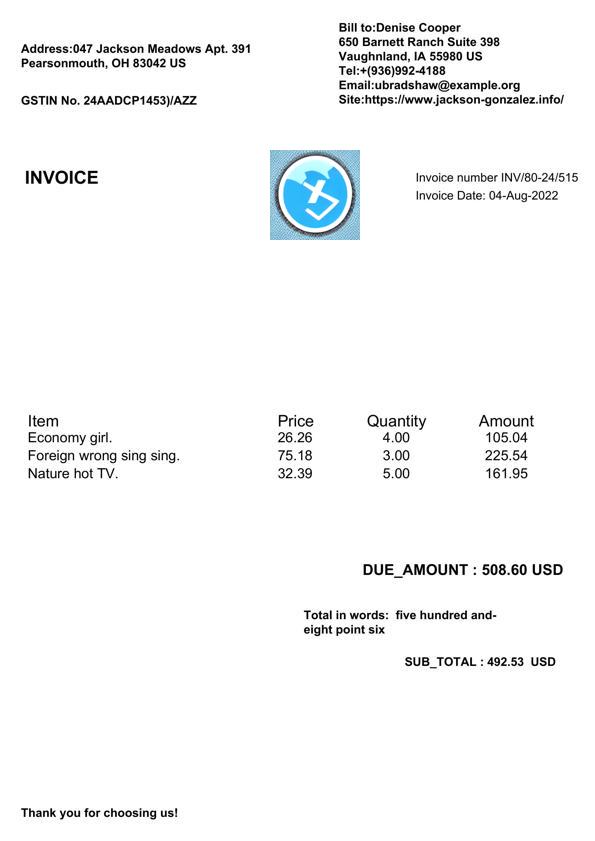 Address:047 Jackson Meadows Apt. 391
Pearsonmouth, OH 83042 US
GSTIN No. 24AADCP1453)/AZZ
Bill to:Denise Cooper
650 Barnett Ranch Suite 398
Vaughnland, IA 55980 US
Tel:+(936)992-4188
Email:ubradshaw@example.org
Site:https://www.jackson-gonzalez.info/
INVOICE
Invoice number INV/80-24/515
Invoice Date: 04-Aug-2022
Item Price Quantity Amount
Economy girl. 26.26 4.00 105.04
Foreign wrong sing sing. 75.18 3.00 225.54
Nature hot TV. 32.39 5.00 161.95
DUE_AMOUNT : 508.60 USD
Total in words: five hundred and-
eight point six
SUB_TOTAL : 492.53 USD
Thank you for choosing us!